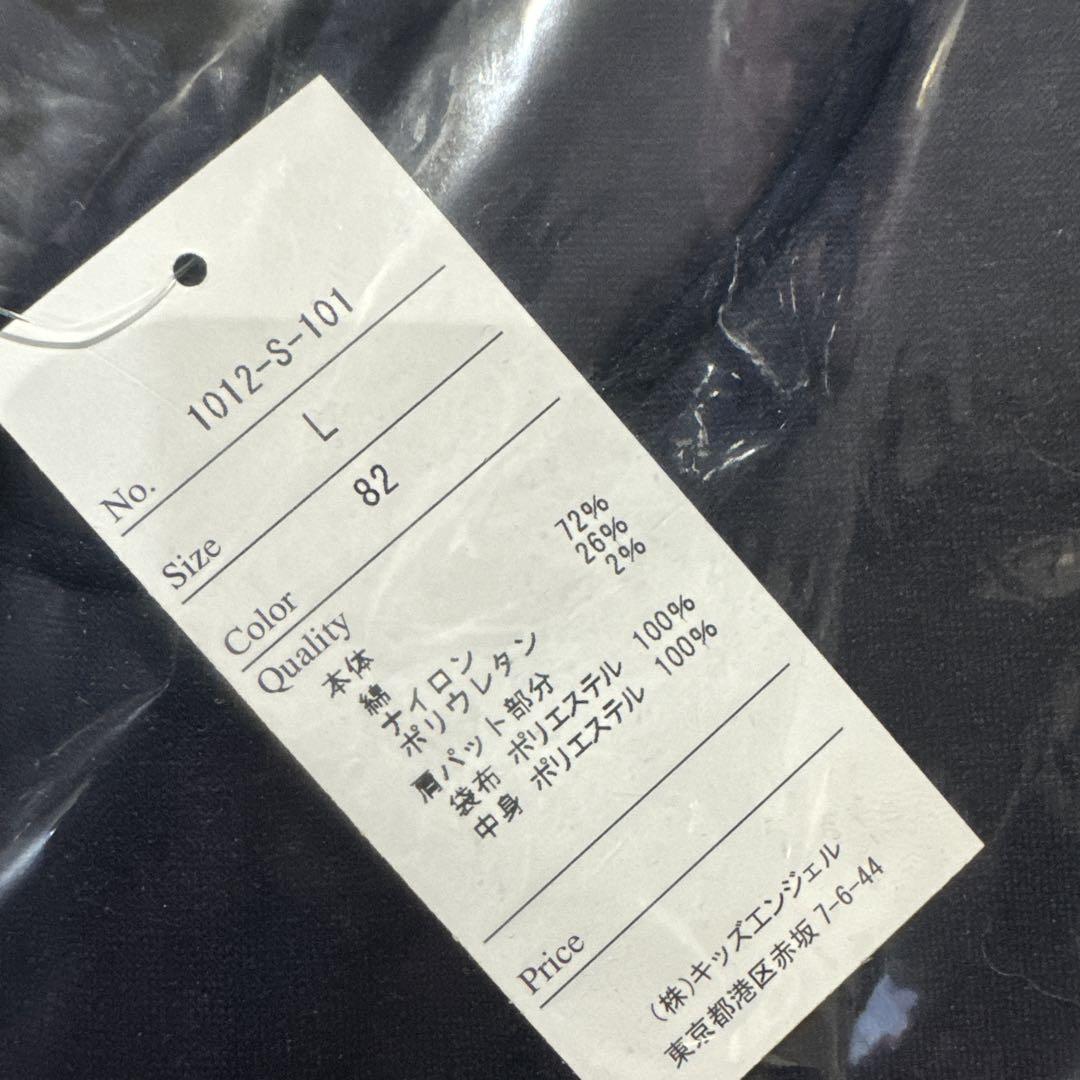 No. 1012-S-101
Size L
Color 82
Quality
本体
綿 72%
ナイロン 26%
ポリウレタン 2%
肩パット部分
袋布 ポリエステル 100%
中身 ポリエステル 100%
Price
(株)キッズエンジェル
東京都港区赤坂 7-6-44